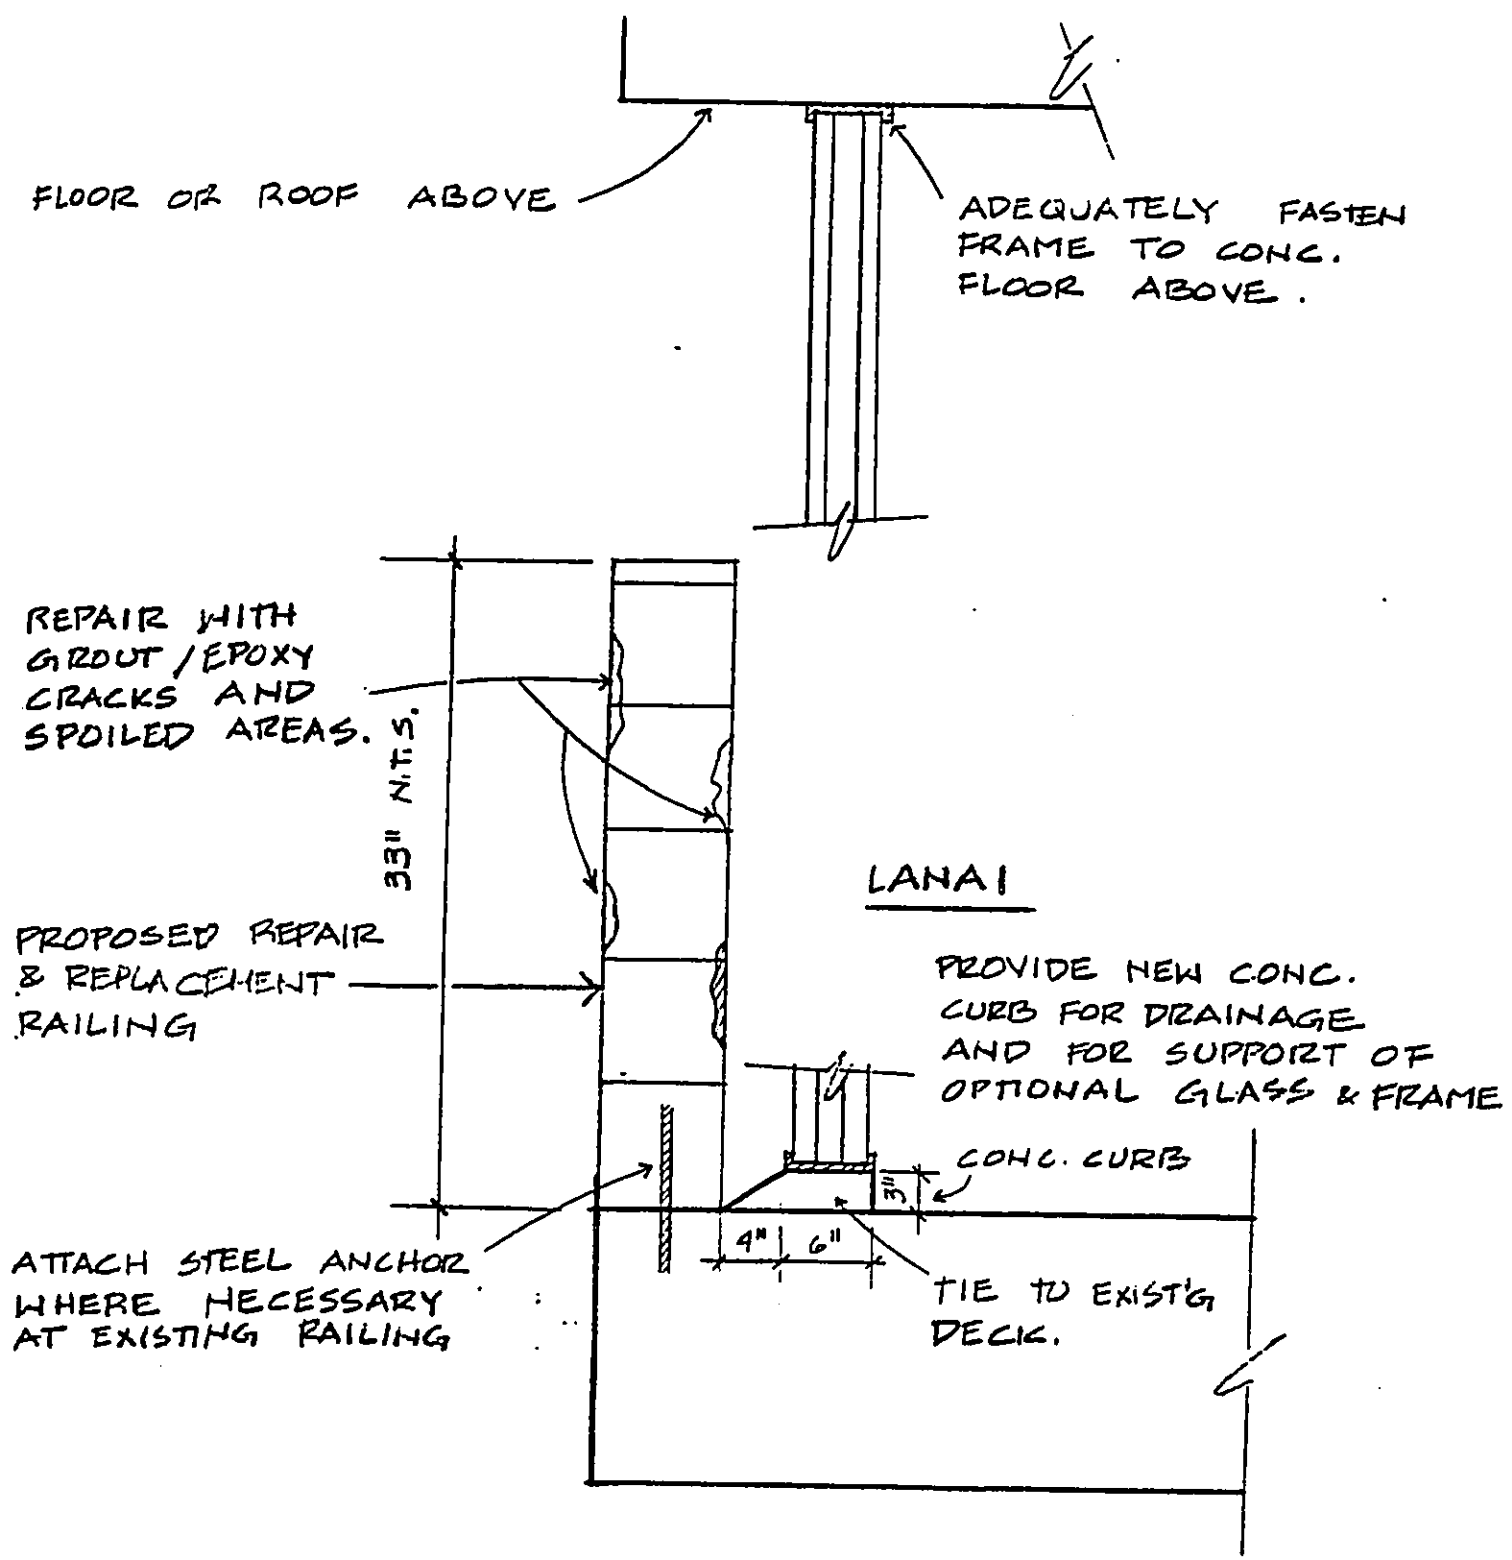 FLOOR OR ROOF ABOVE
ADEQUATELY FASTEN
FRAME TO CONC.
FLOOR ABOVE.
REPAIR WITH
GROUT/EPOXY
CRACKS AND
SPOILED AREAS.
33" N.T.S.
LANAI
PROPOSED REPAIR
& REPLACEMENT
RAILING
PROVIDE NEW CONC.
CURB FOR DRAINAGE
AND FOR SUPPORT OF
OPTIONAL GLASS & FRAME
CONC. CURB
3"
4" 6"
ATTACH STEEL ANCHOR
WHERE NECESSARY
AT EXISTING RAILING
TIE TO EXIST'G
DECK.